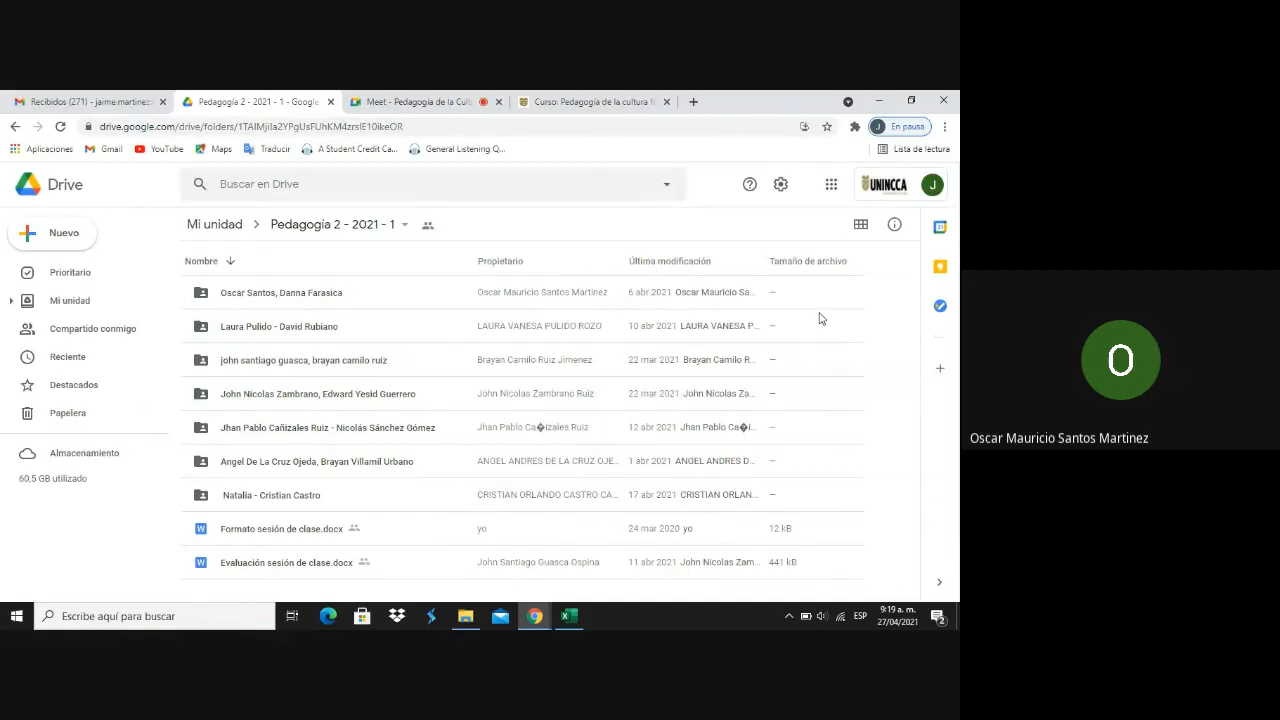 Recibidos (271) - jaime.martinez
Pedagogía 2 - 2021 - 1 - Google
Meet - Pedagogía de la Cultu
Curso: Pedagogía de la cultura fí
drive.google.com/drive/folders/
En pausa
Aplicaciones
Gmail
YouTube
Maps
Traducir
A Student Credit Ca...
General Listening Q...
Lista de lectura
Drive
Buscar en Drive
UNINCCA
J
Nuevo
Mi unidad
Pedagogía 2 - 2021 - 1
Nombre
Propietario
Última modificación
Tamaño de archivo
Prioritario
Mi unidad
Compartido conmigo
Reciente
Destacados
Papelera
Almacenamiento
60,5 GB utilizado
Oscar Santos, Danna Farasica Oscar Mauricio Santos Martinez 6 abr 2021 Oscar Mauricio Sa... —
Laura Pulido - David Rubiano LAURA VANESA PULIDO ROZO 10 abr 2021 LAURA VANESA P... —
john santiago guasca, brayan camilo ruiz Brayan Camilo Ruiz Jimenez 22 mar 2021 Brayan Camilo R... —
John Nicolas Zambrano, Edward Yesid Guerrero John Nicolas Zambrano Ruiz 22 mar 2021 John Nicolas Za... —
Jhan Pablo Cañizales Ruiz - Nicolás Sánchez Gómez Jhan Pablo Ca�izales Ruiz 12 abr 2021 Jhan Pablo Ca�i... —
Angel De La Cruz Ojeda, Brayan Villamil Urbano ANGEL ANDRES DE LA CRUZ OJE... 1 abr 2021 ANGEL ANDRES D... —
Natalia - Cristian Castro CRISTIAN ORLANDO CASTRO CA... 17 abr 2021 CRISTIAN ORLAN... —
Formato sesión de clase.docx yo 24 mar 2020 yo 12 kB
Evaluación sesión de clase.docx John Santiago Guasca Ospina 11 abr 2021 John Nicolas Zam... 441 kB
Escribe aquí para buscar
ESP
9:19 a. m.
27/04/2021
2
O
Oscar Mauricio Santos Martinez